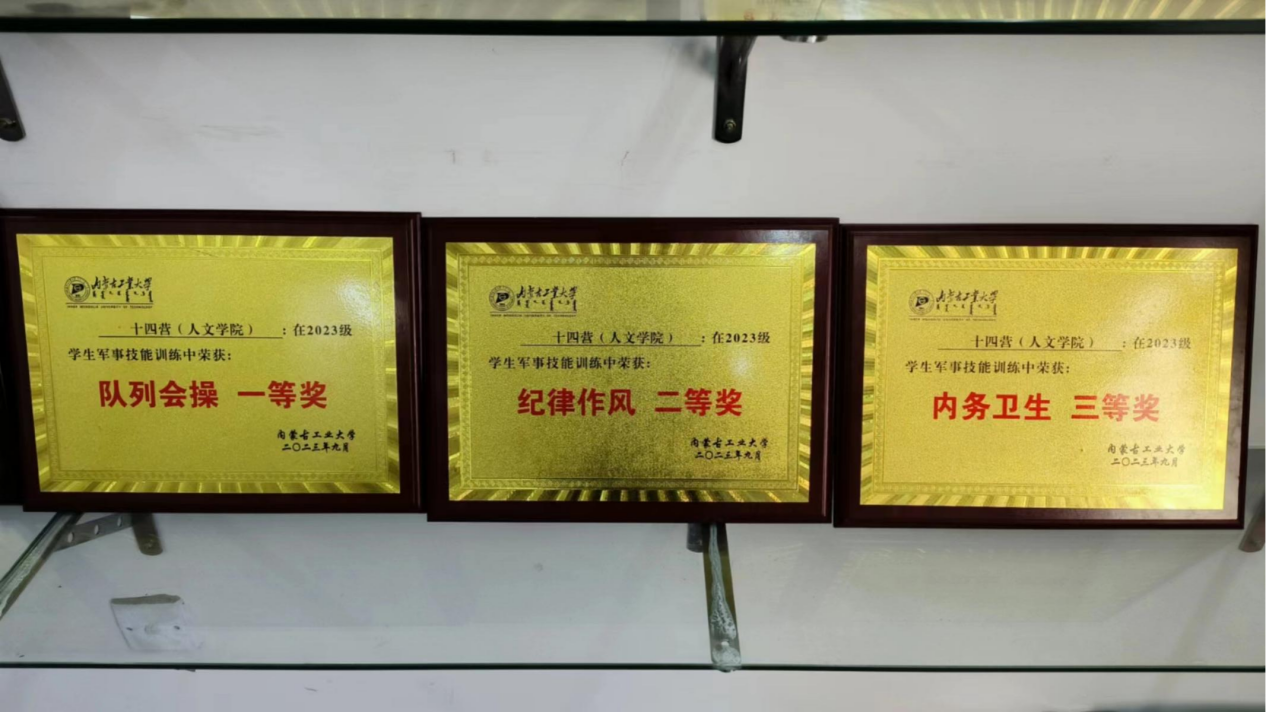 内蒙古工业大学
十四营（人文学院）：在2023级
学生军事技能训练中荣获：
队列会操 一等奖
内蒙古工业大学
二〇二三年九月
内蒙古工业大学
十四营（人文学院）：在2023级
学生军事技能训练中荣获：
纪律作风 二等奖
内蒙古工业大学
二〇二三年九月
内蒙古工业大学
十四营（人文学院）：在2023级
学生军事技能训练中荣获：
内务卫生 三等奖
内蒙古工业大学
二〇二三年九月